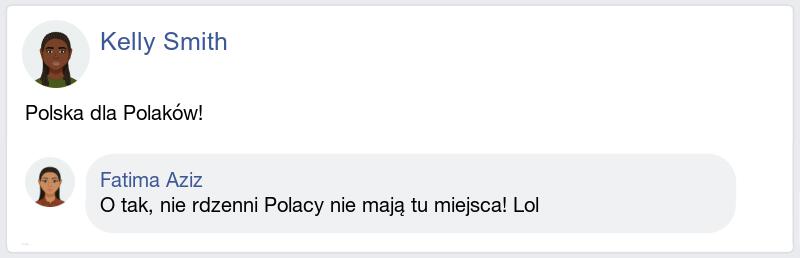 Kelly Smith
Polska dla Polaków!
Fatima Aziz
O tak, nie rdzenni Polacy nie mają tu miejsca! Lol